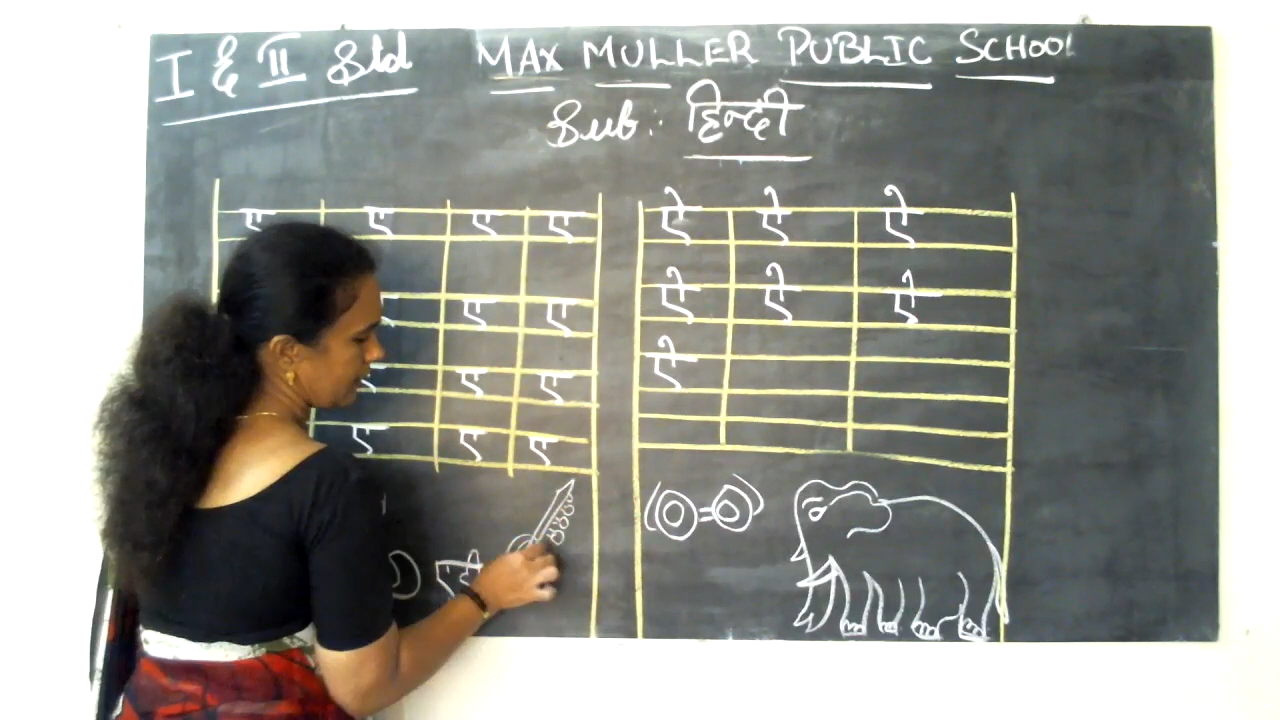 I & II Std MAX MULLER PUBLIC SCHOOL
Sub: हिन्दी
ए ए ए ए
ए ए ए
ए ए ए
ए ए ए
ऐ ऐ ऐ
ऐ ऐ ऐ
ऐ